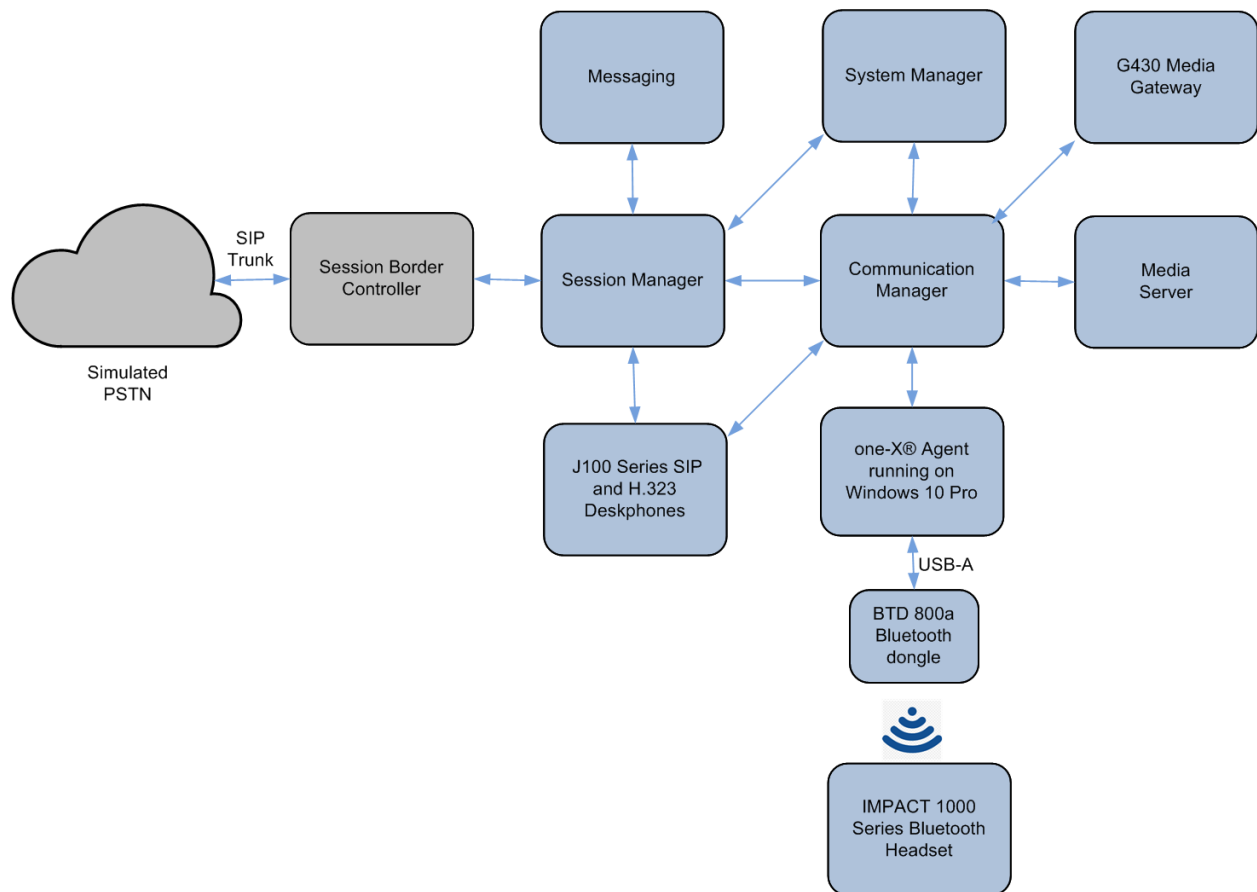 Messaging
System Manager
G430 Media
Gateway
SIP
Trunk
Session Border
Controller
Session Manager
Communication
Manager
Media
Server
Simulated
PSTN
J100 Series SIP
and H.323
Deskphones
one-X® Agent
running on
Windows 10 Pro
USB-A
BTD 800a
Bluetooth
dongle
IMPACT 1000
Series Bluetooth
Headset